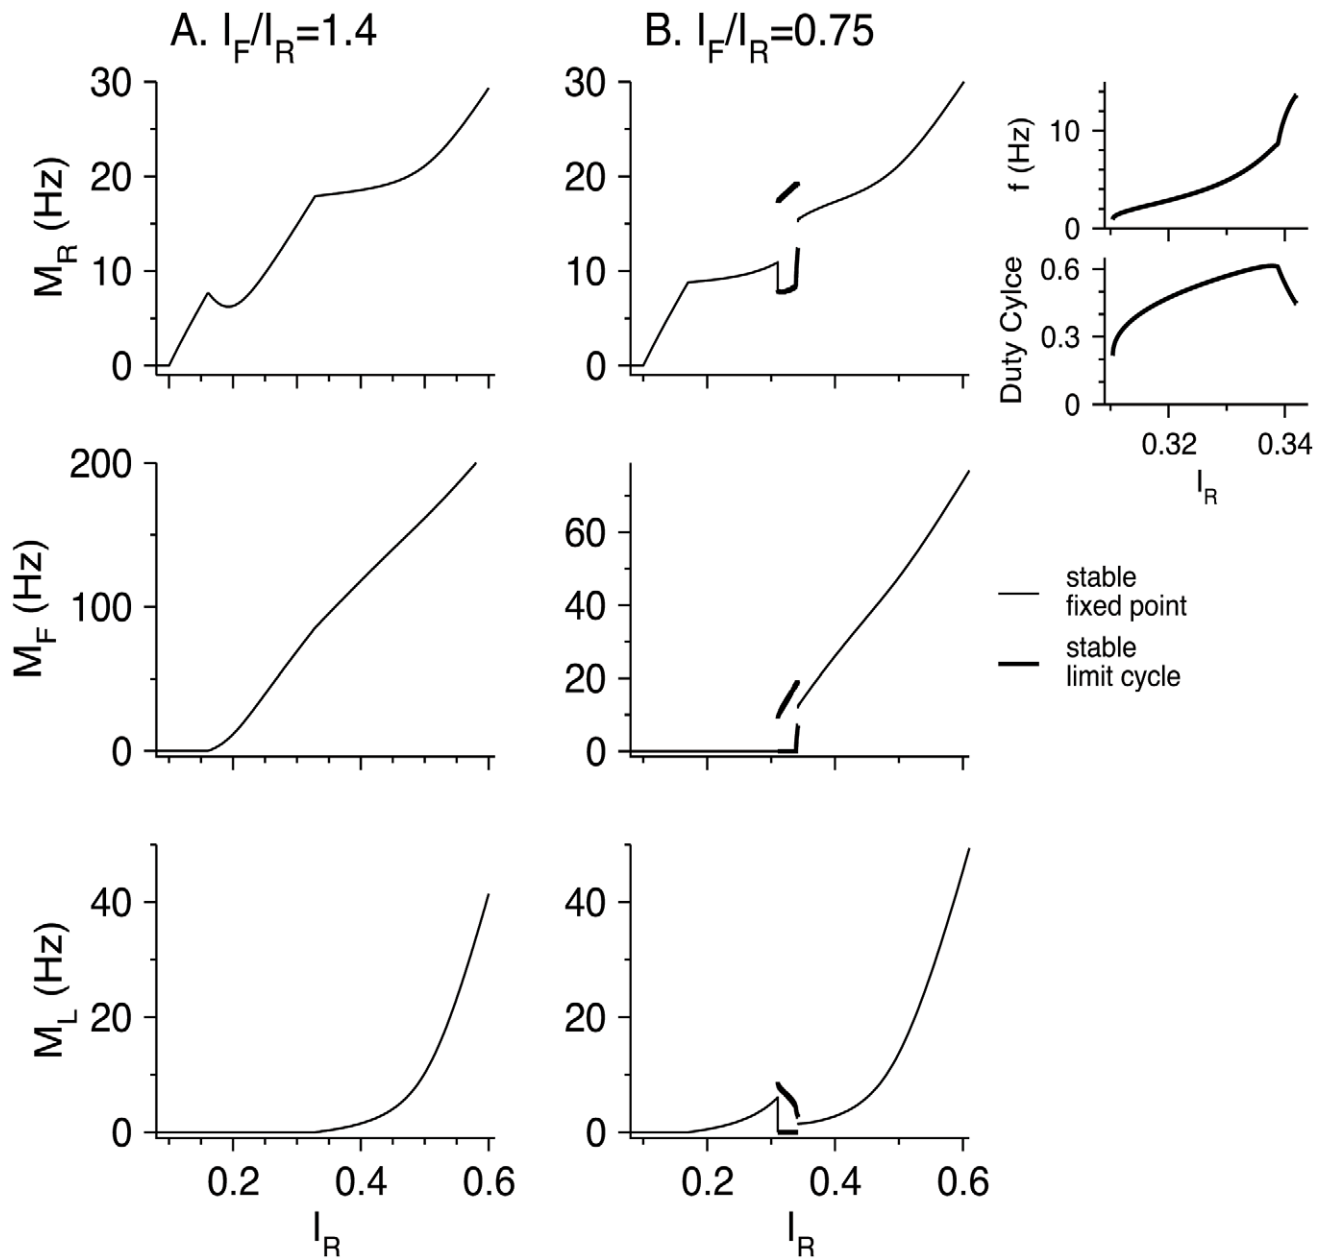 A. I_F/I_R=1.4
B. I_F/I_R=0.75
M_R (Hz)
30
20
10
0
30
20
10
0
f (Hz)
10
0
Duty Cylce
0.6
0.3
0
0.32
0.34
I_R
M_F (Hz)
200
100
0
60
40
20
0
stable
fixed point
stable
limit cycle
M_L (Hz)
40
20
0
40
20
0
0.2
0.4
0.6
I_R
0.2
0.4
0.6
I_R